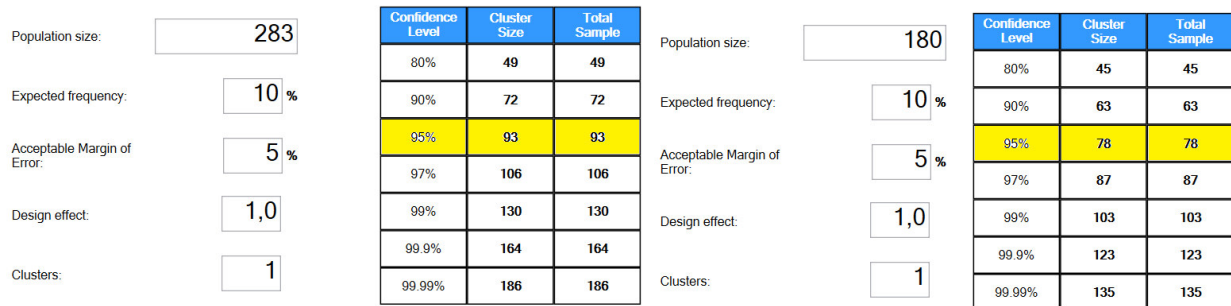 Population size: 283
Expected frequency: 10 %
Acceptable Margin of
Error: 5 %
Design effect: 1,0
Clusters: 1
Confidence Level Cluster Size Total Sample
80% 49 49
90% 72 72
95% 93 93
97% 106 106
99% 130 130
99.9% 164 164
99.99% 186 186
Population size: 180
Expected frequency: 10 %
Acceptable Margin of
Error: 5 %
Design effect: 1,0
Clusters: 1
Confidence Level Cluster Size Total Sample
80% 45 45
90% 63 63
95% 78 78
97% 87 87
99% 103 103
99.9% 123 123
99.99% 135 135